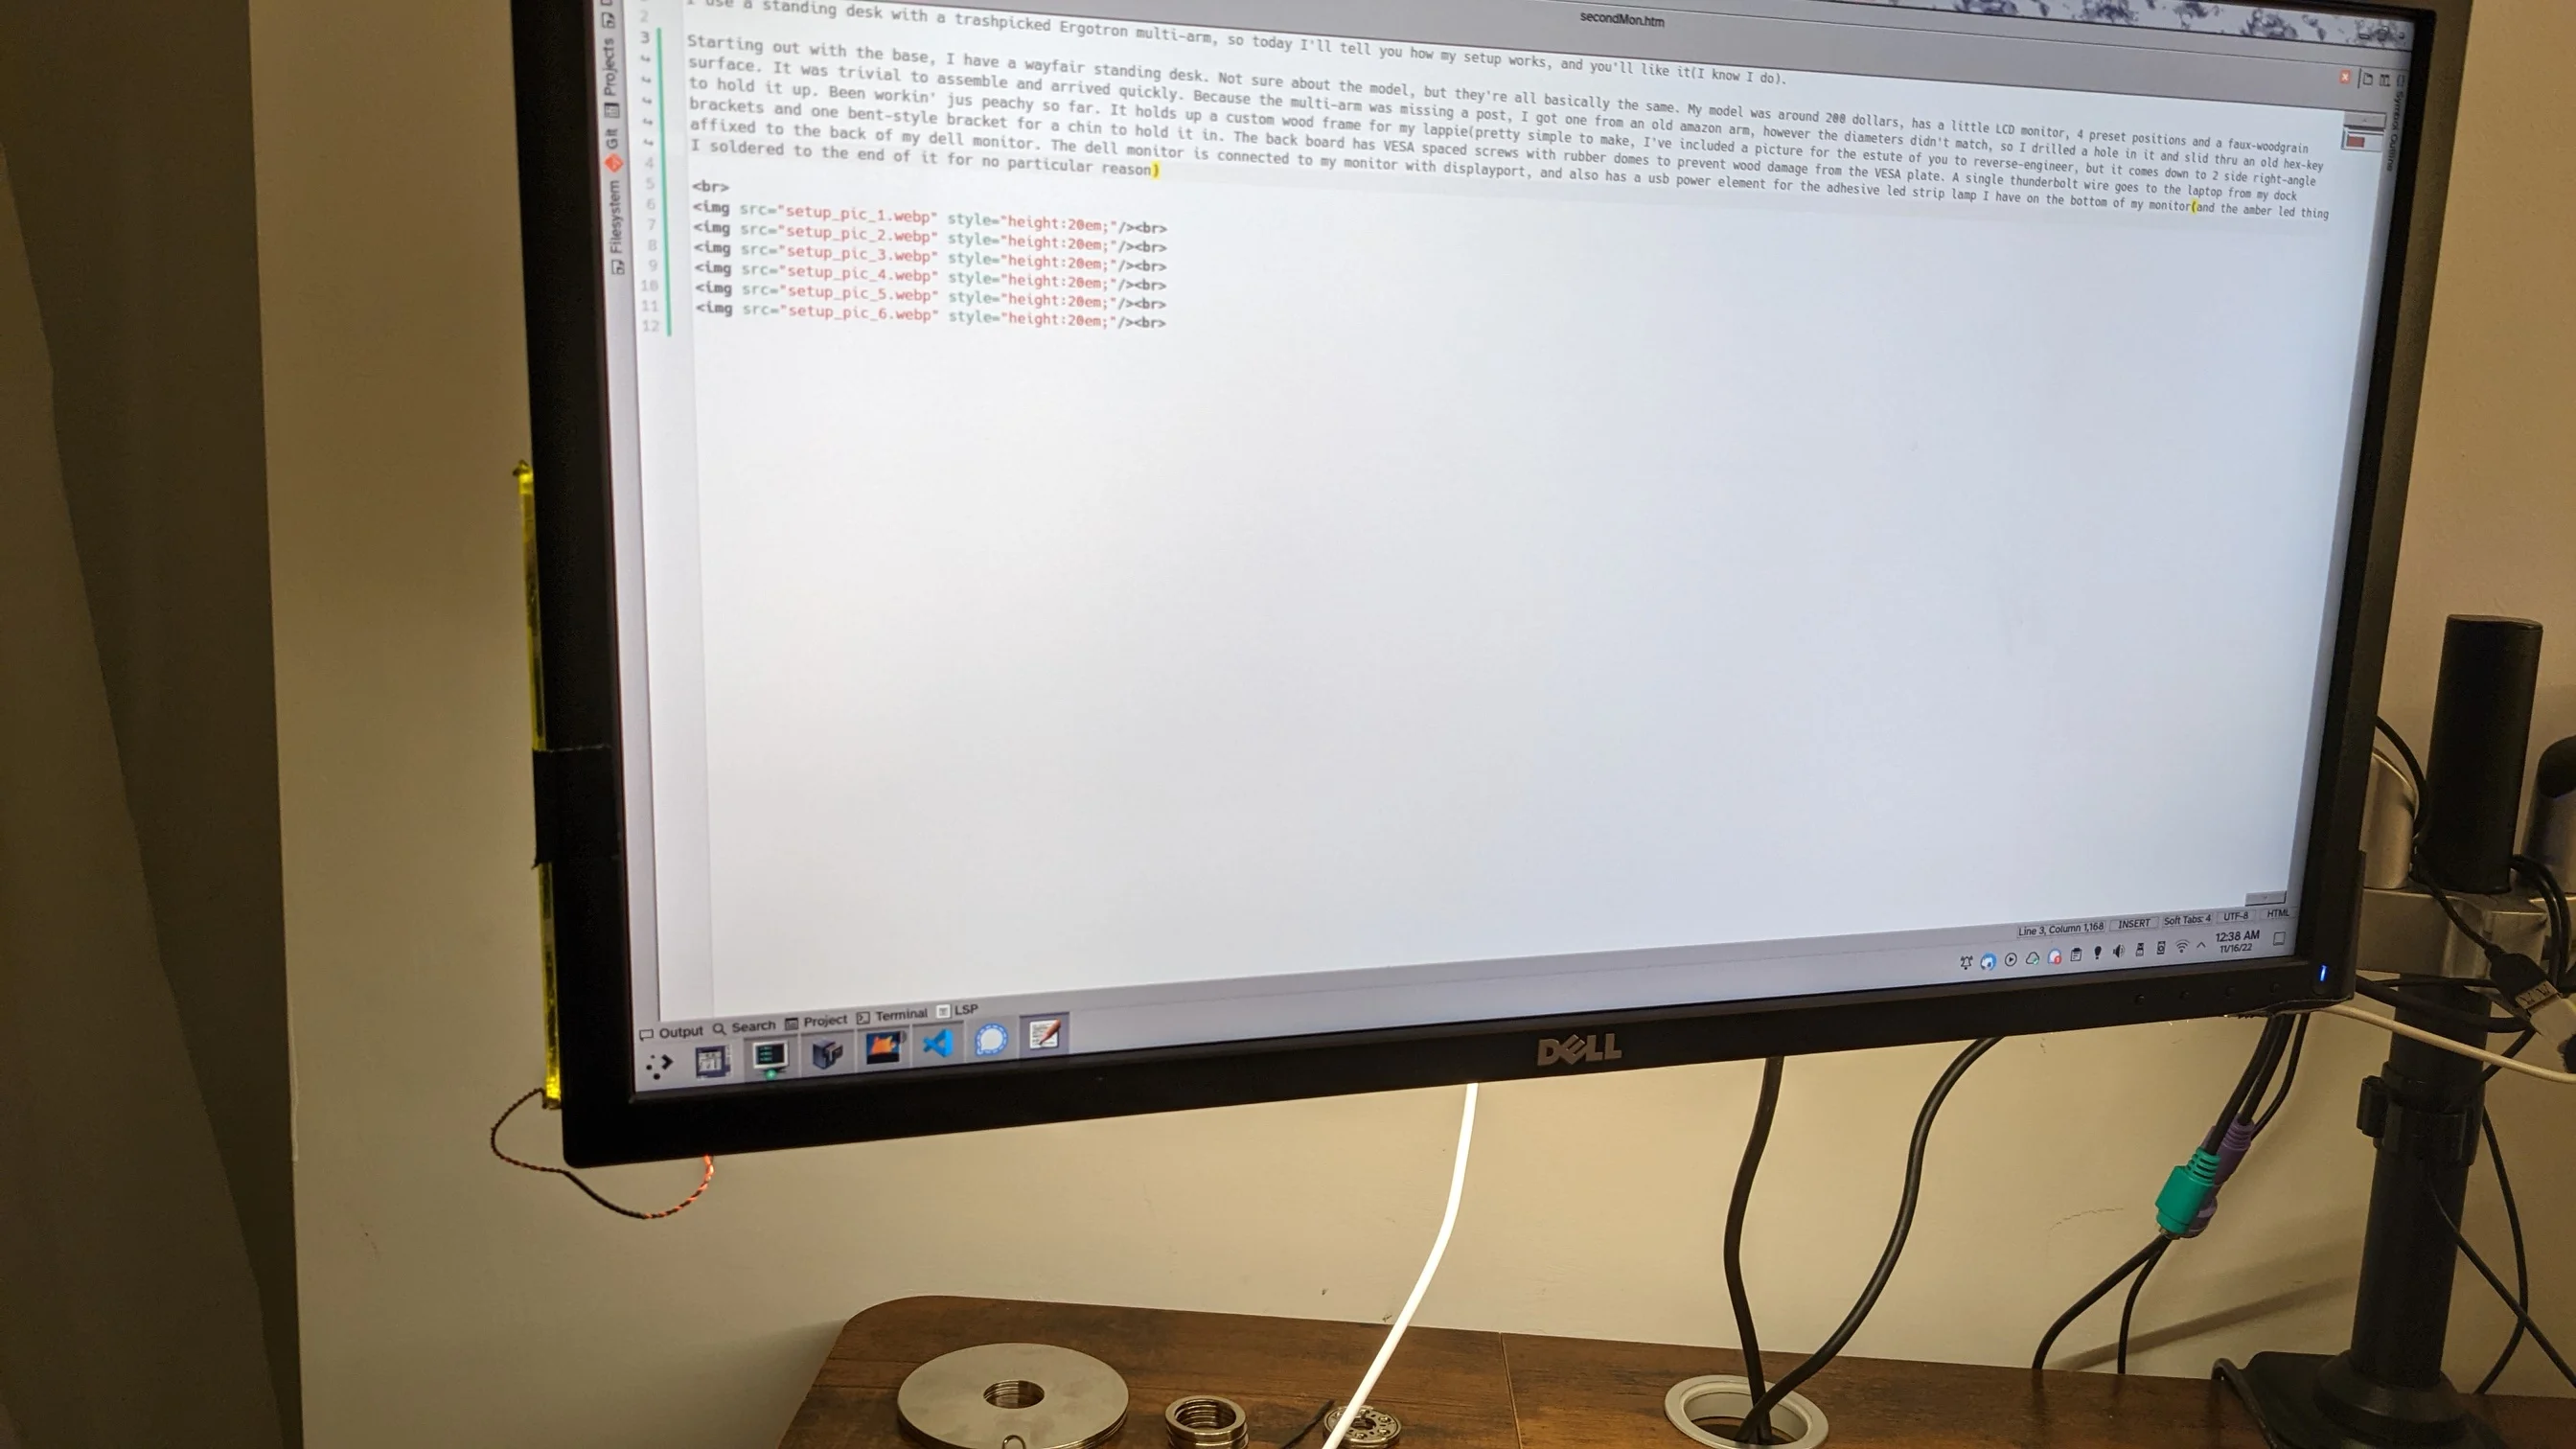 secondMon.htm
Projects
Git
Filesystem
Symbol Outline
2 I use a standing desk with a trashpicked Ergotron multi-arm, so today I'll tell you how my setup works, and you'll like it(I know I do).
3 Starting out with the base, I have a wayfair standing desk. Not sure about the model, but they're all basically the same. My model was around 200 dollars, has a little LCD monitor, 4 preset positions and a faux-woodgrain
surface. It was trivial to assemble and arrived quickly. Because the multi-arm was missing a post, I got one from an old amazon arm, however the diameters didn't match, so I drilled a hole in it and slid thru an old hex-key
to hold it up. Been workin' jus peachy so far. It holds up a custom wood frame for my lappie(pretty simple to make, I've included a picture for the estute of you to reverse-engineer, but it comes down to 2 side right-angle
brackets and one bent-style bracket for a chin to hold it in. The back board has VESA spaced screws with rubber domes to prevent wood damage from the VESA plate. A single thunderbolt wire goes to the laptop from my dock
affixed to the back of my dell monitor. The dell monitor is connected to my monitor with displayport, and also has a usb power element for the adhesive led strip lamp I have on the bottom of my monitor(and the amber led thing
I soldered to the end of it for no particular reason)
4
5 <br>
6 <img src="setup_pic_1.webp" style="height:20em;"/><br>
7 <img src="setup_pic_2.webp" style="height:20em;"/><br>
8 <img src="setup_pic_3.webp" style="height:20em;"/><br>
9 <img src="setup_pic_4.webp" style="height:20em;"/><br>
10 <img src="setup_pic_5.webp" style="height:20em;"/><br>
11 <img src="setup_pic_6.webp" style="height:20em;"/><br>
12
Line 3, Column 1,168 INSERT Soft Tabs: 4 UTF-8 HTML
12:38 AM
11/16/22
Output Search Project Terminal LSP
DELL